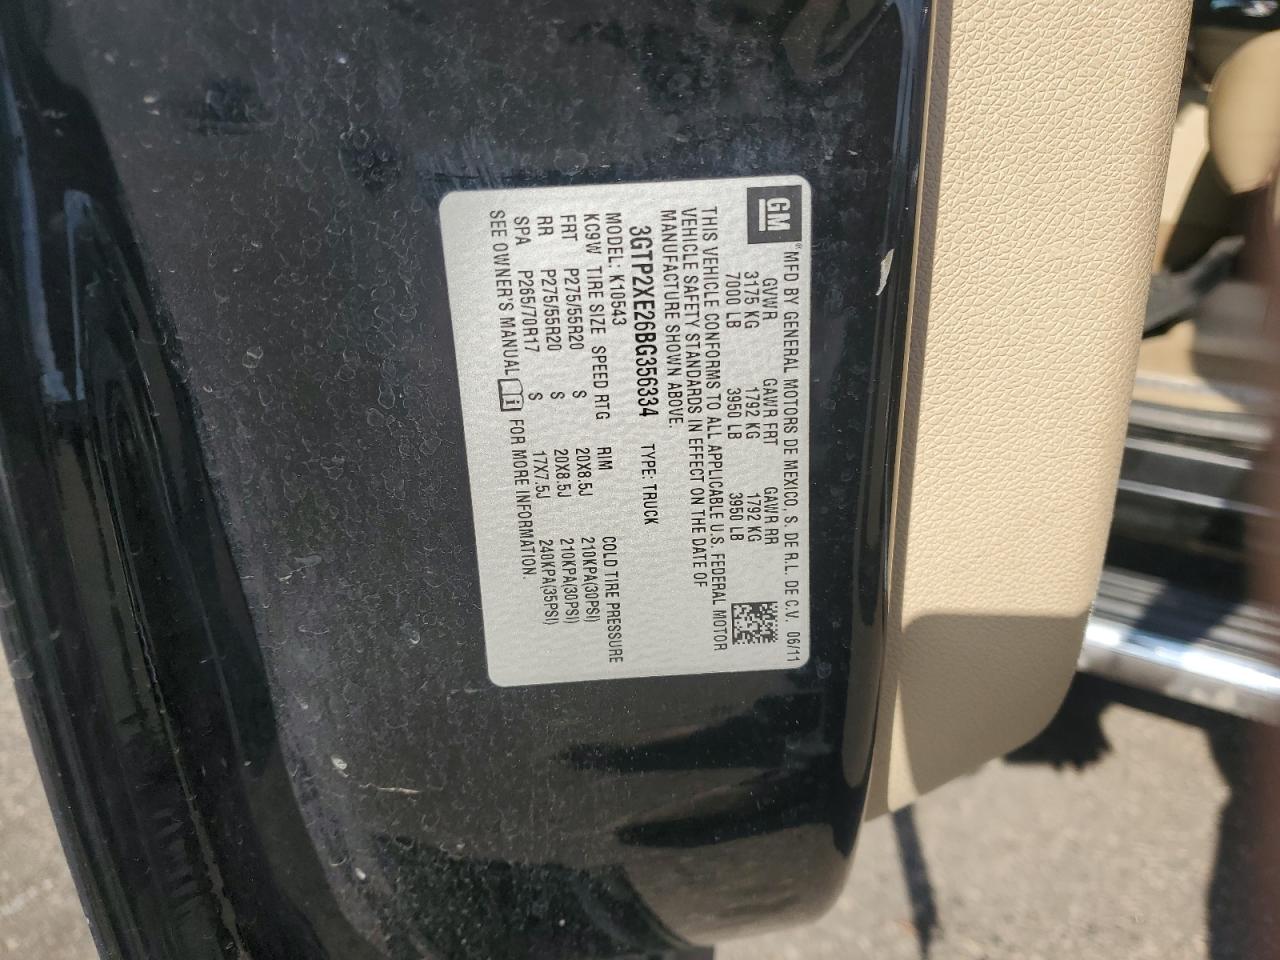 GM
® MFD BY GENERAL MOTORS DE MEXICO, S. DE R.L. DE C.V. 06/11
GVWR GAWR FRT GAWR RR
3175 KG 1792 KG 1792 KG
7000 LB 3950 LB 3950 LB
THIS VEHICLE CONFORMS TO ALL APPLICABLE U.S. FEDERAL MOTOR
VEHICLE SAFETY STANDARDS IN EFFECT ON THE DATE OF
MANUFACTURE SHOWN ABOVE.
3GTP2XE26BG356334 TYPE: TRUCK
MODEL: K10543
KC9W TIRE SIZE SPEED RTG RIM COLD TIRE PRESSURE
FRT P275/55R20 S 20X8.5J 210KPA(30PSI)
RR P275/55R20 S 20X8.5J 210KPA(30PSI)
SPA P265/70R17 S 17X7.5J 240KPA(35PSI)
SEE OWNER'S MANUAL i FOR MORE INFORMATION.